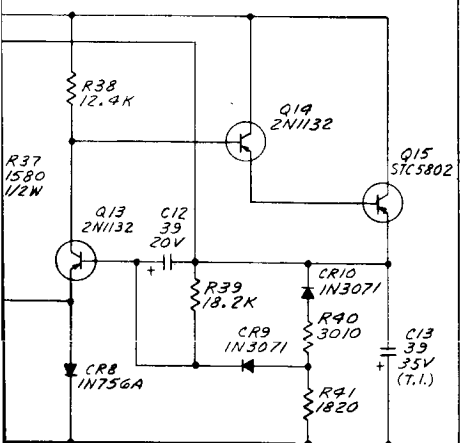 R38
12.4K
Q14
2N1132
Q15
STC5802
R37
1580
1/2W
Q13
2N1132
C12
39
20V
+
R39
18.2K
CR10
1N3071
CR9
1N3071
R40
3010
C13
39
35V
(T.I.)
+
CR8
1N756A
R41
1820